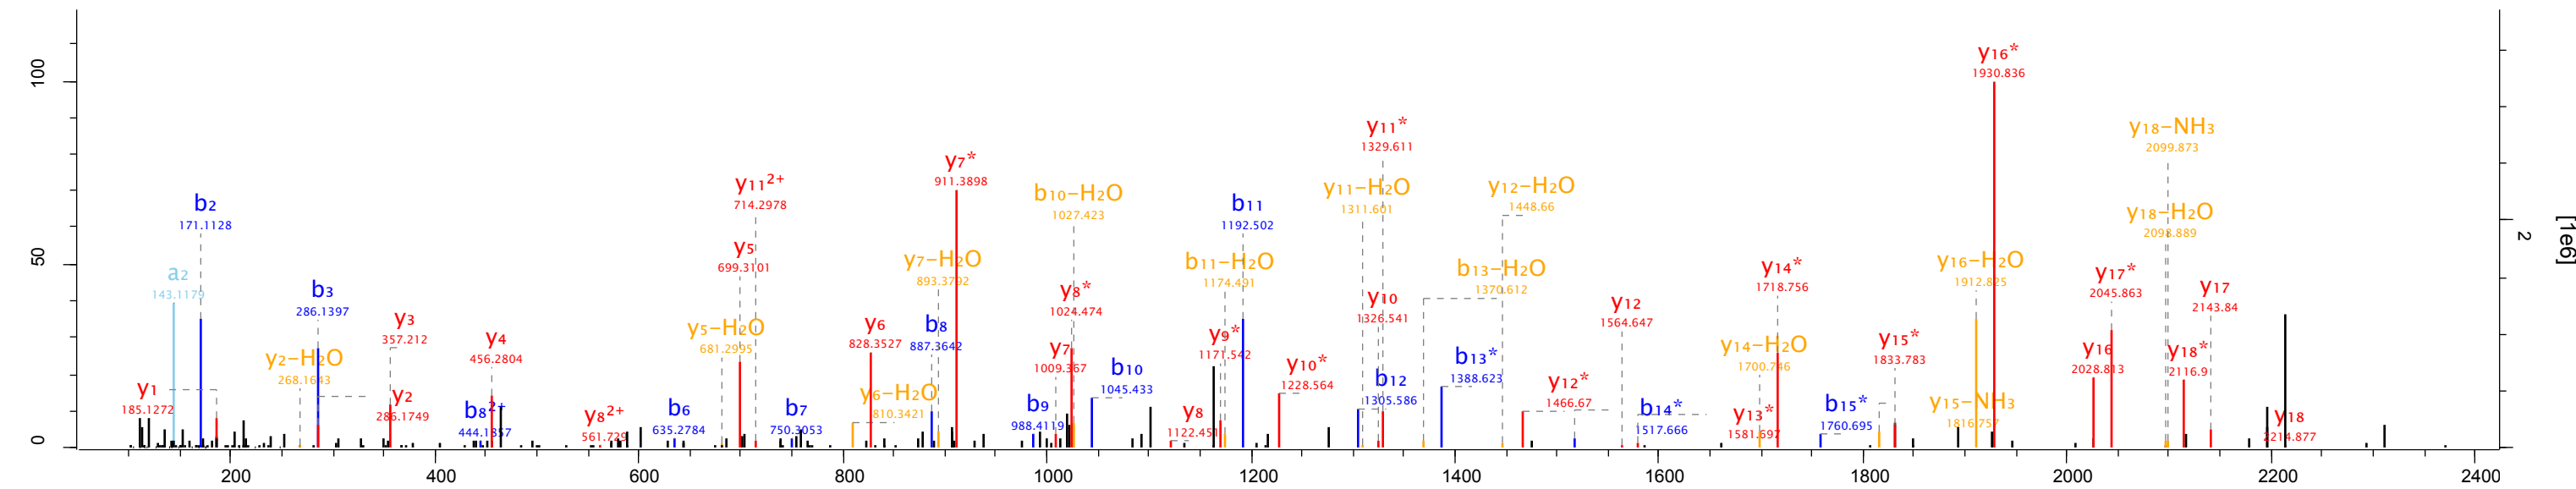 y16*
1930.836
100
y11*
1329.611
y18-NH3
2099.873
y7*
911.3898
y11 2+
714.2978
b10-H2O
1027.423
y11-H2O
1311.601
y12-H2O
1448.66
b2
171.1128
b11
1192.502
y18-H2O
2098.889
[1e6]
2
y5
699.3101
50
a2
143.1179
y7-H2O
893.3792
b11-H2O
1174.491
b13-H2O
1370.612
y14*
1718.756
y16-H2O
1912.825
y17*
2045.863
b3
286.1397
y8*
1024.474
y10
1326.541
y12
1564.647
y17
2143.84
y3
357.212
y4
456.2804
y5-H2O
681.2995
y6
828.3527
b8
887.3642
y9*
1171.542
y14-H2O
1700.746
y15*
1833.783
y2-H2O
268.1643
y7
1009.367
b13*
1388.623
y16
2028.813
y18*
2116.9
y1
185.1272
y2
286.1749
y6-H2O
810.3421
b10
1045.433
y10*
1228.564
b12
1305.586
y12*
1466.67
b8 2+
444.1857
y8 2+
561.729
b6
635.2784
b7
750.3053
b9
988.4119
y8
1122.451
b14*
1517.666
y13*
1581.697
b15*
1760.695
y15-NH3
1816.757
y18
2214.877
0
200
400
600
800
1000
1200
1400
1600
1800
2000
2200
2400